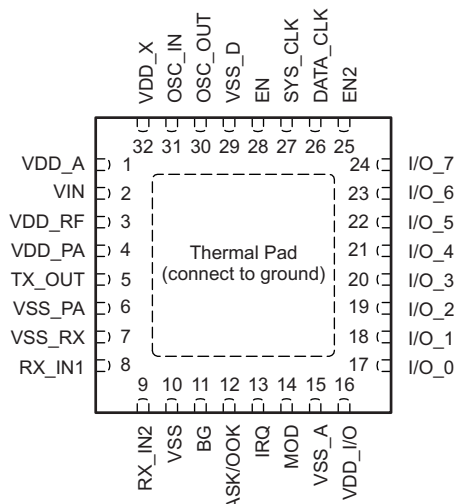 VDD_X
OSC_IN
OSC_OUT
VSS_D
EN
SYS_CLK
DATA_CLK
EN2
32 31 30 29 28 27 26 25
VDD_A 1
VIN 2
VDD_RF 3
VDD_PA 4
TX_OUT 5
VSS_PA 6
VSS_RX 7
RX_IN1 8
Thermal Pad
(connect to ground)
24 I/O_7
23 I/O_6
22 I/O_5
21 I/O_4
20 I/O_3
19 I/O_2
18 I/O_1
17 I/O_0
9 10 11 12 13 14 15 16
RX_IN2
VSS
BG
ASK/OOK
IRQ
MOD
VSS_A
VDD_I/O